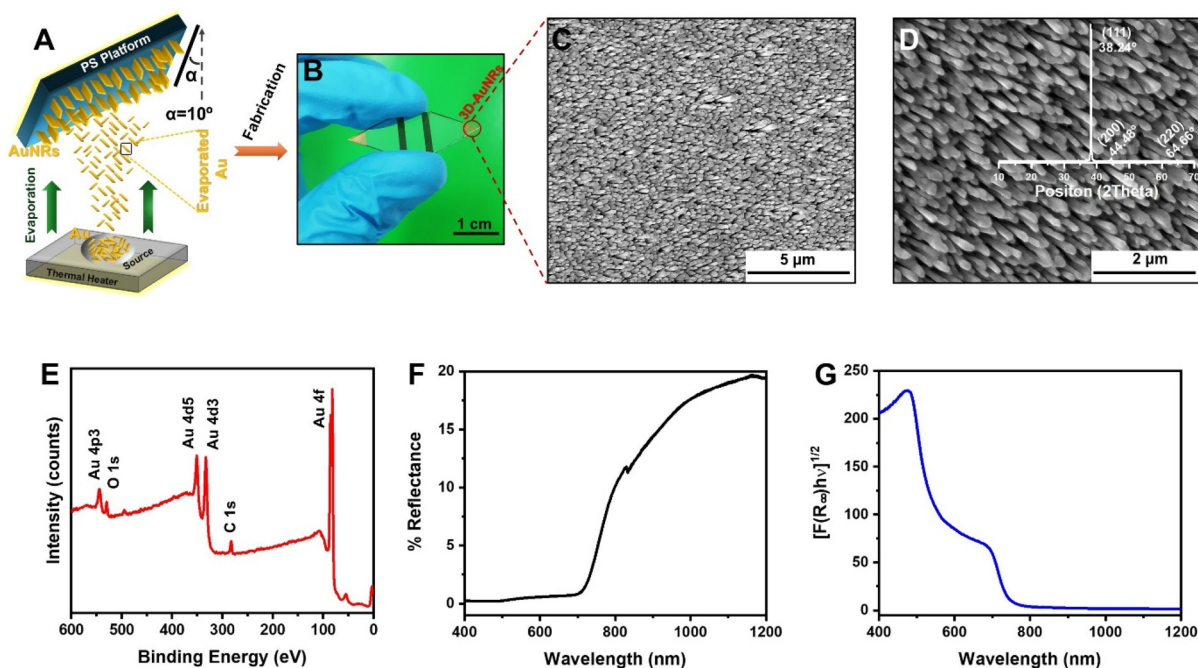 A
PS Platform
α
α=10º
AuNRs
Evaporated
Au
Evaporation
Au
Source
Thermal Heater
Fabrication
B
3D-AuNRs
1 cm
C
5 µm
D
(111)
38.24º
(200)
44.48º
(220)
64.66º
10 20 30 40 50 60 70
Positon (2Theta)
2 µm
E
Intensity (counts)
Au 4p3
O 1s
Au 4d5
Au 4d3
C 1s
Au 4f
600 500 400 300 200 100 0
Binding Energy (eV)
F
% Reflectance
20
15
10
5
0
400 600 800 1000 1200
Wavelength (nm)
G
[F(R∞)hν]^1/2
250
200
150
100
50
0
400 600 800 1000 1200
Wavelength (nm)